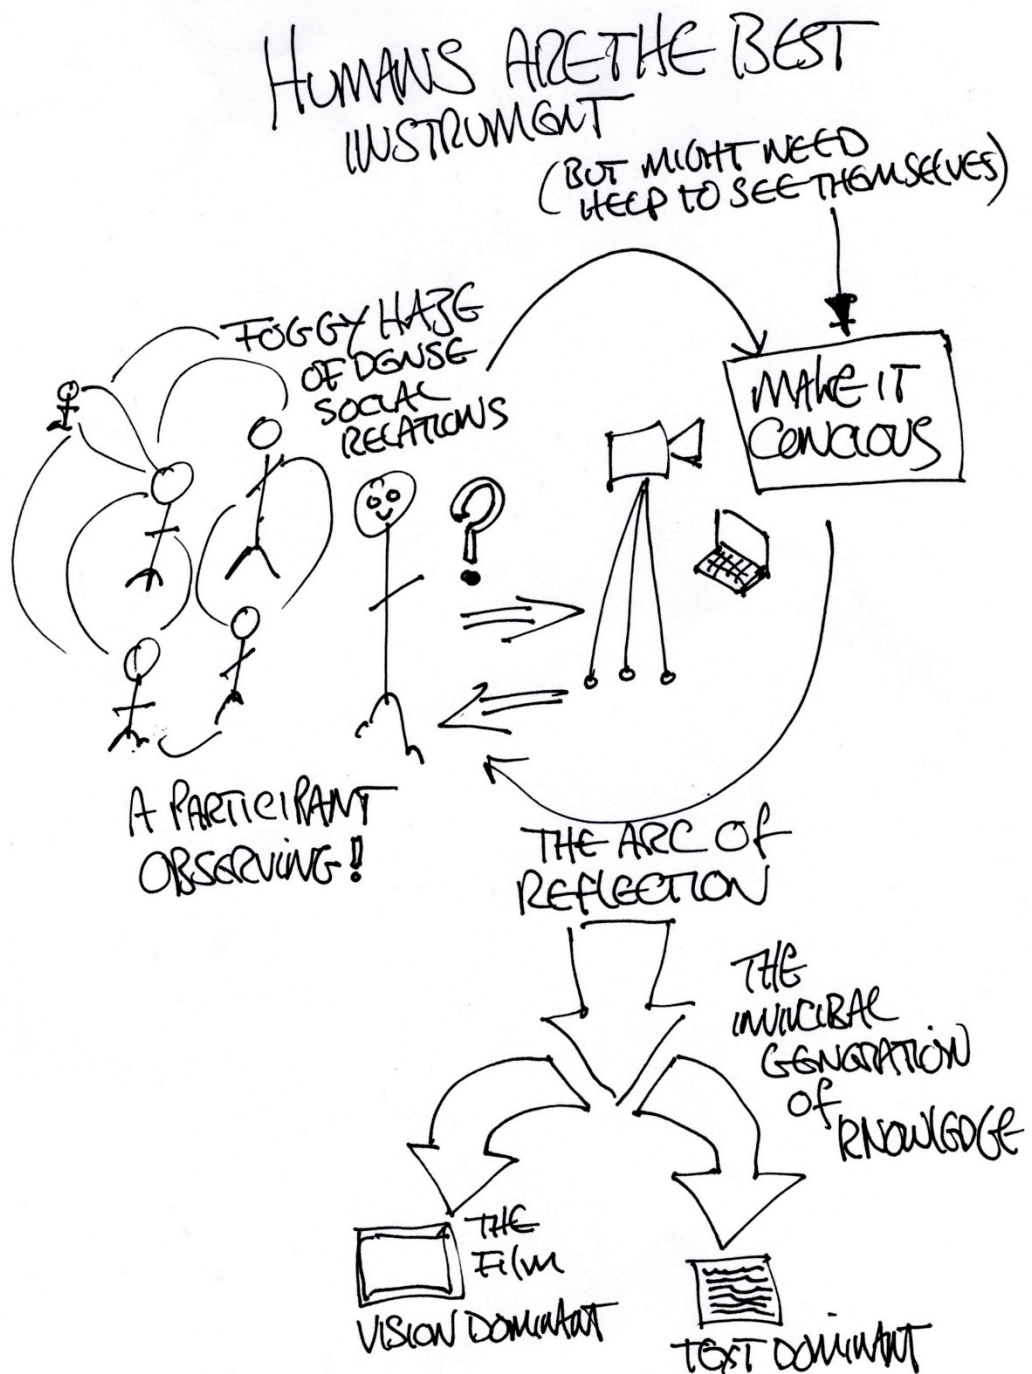 HUMANS ARE THE BEST
INSTRUMENT
(BUT MIGHT NEED
HELP TO SEE THEMSELVES)
FOGGY HAZE
OF DENSE
SOCIAL
RELATIONS
MAKE IT
CONCIOUS
?
A PARTICIPANT
OBSERVING!
THE ARC OF
REFLECTION
THE
INVICIBAL
GENERATION
OF
KNOWLEDGE
THE
Film
VISION DOMINANT
TEXT DOMINANT